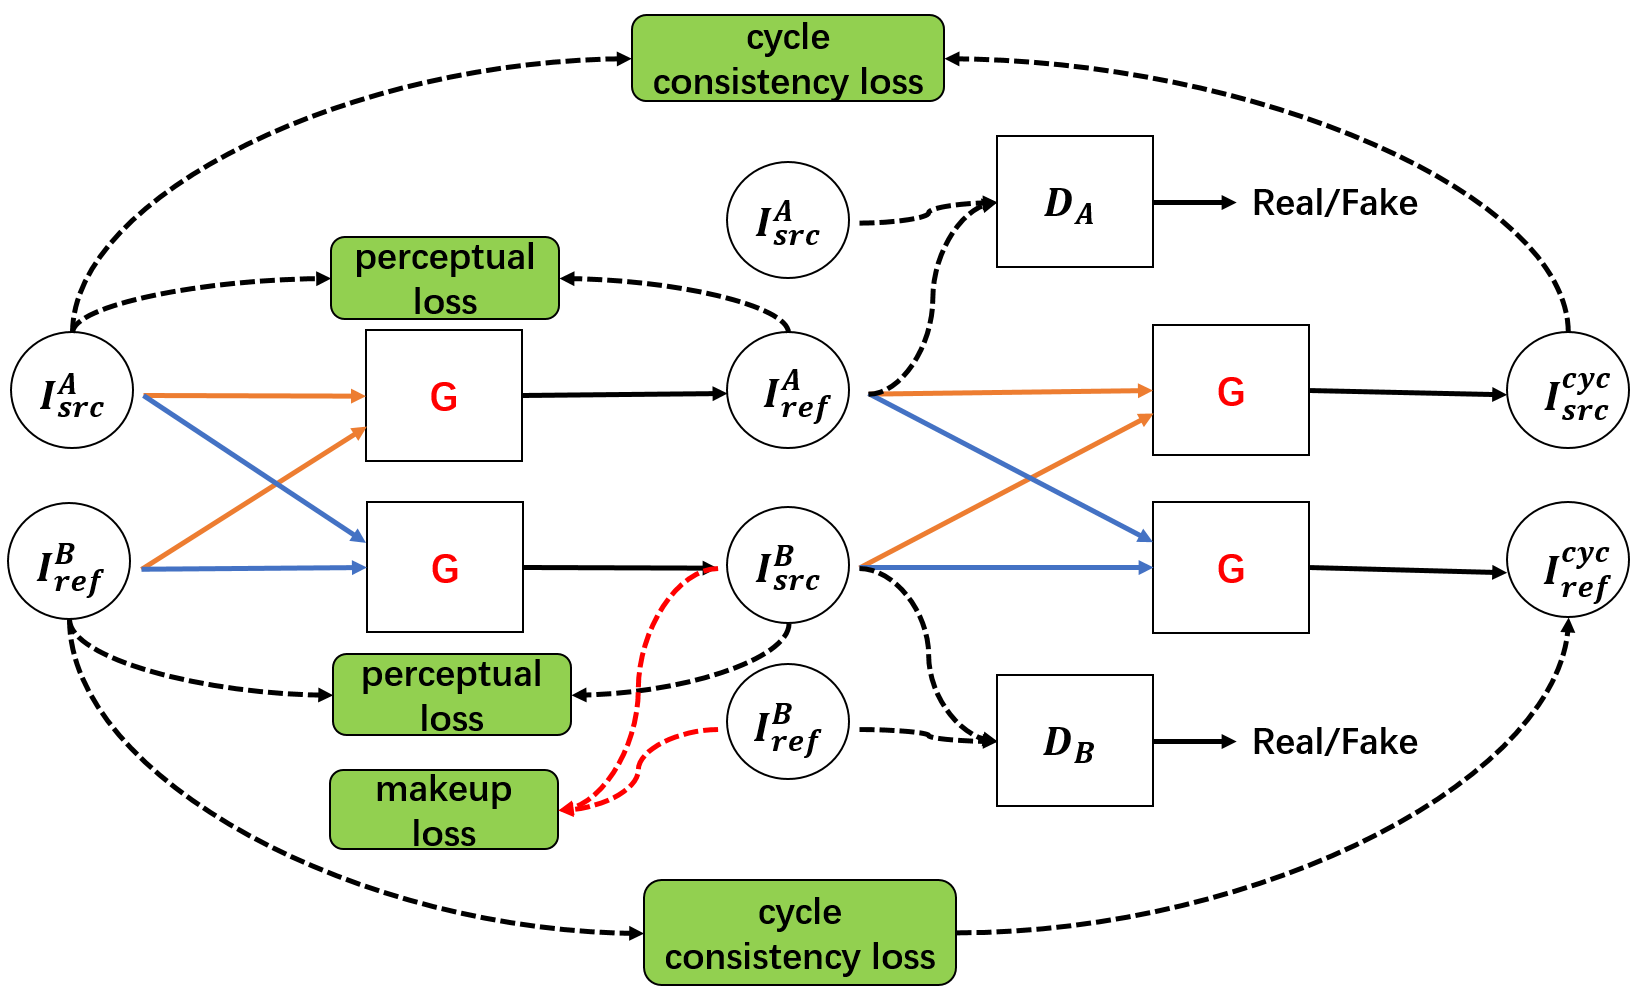 cycle
consistency loss
I_{src}^{A}
D_A
Real/Fake
perceptual
loss
I_{src}^{A}
G
I_{ref}^{A}
G
I_{src}^{cyc}
I_{ref}^{B}
G
I_{src}^{B}
G
I_{ref}^{cyc}
perceptual
loss
I_{ref}^{B}
D_B
Real/Fake
makeup
loss
cycle
consistency loss